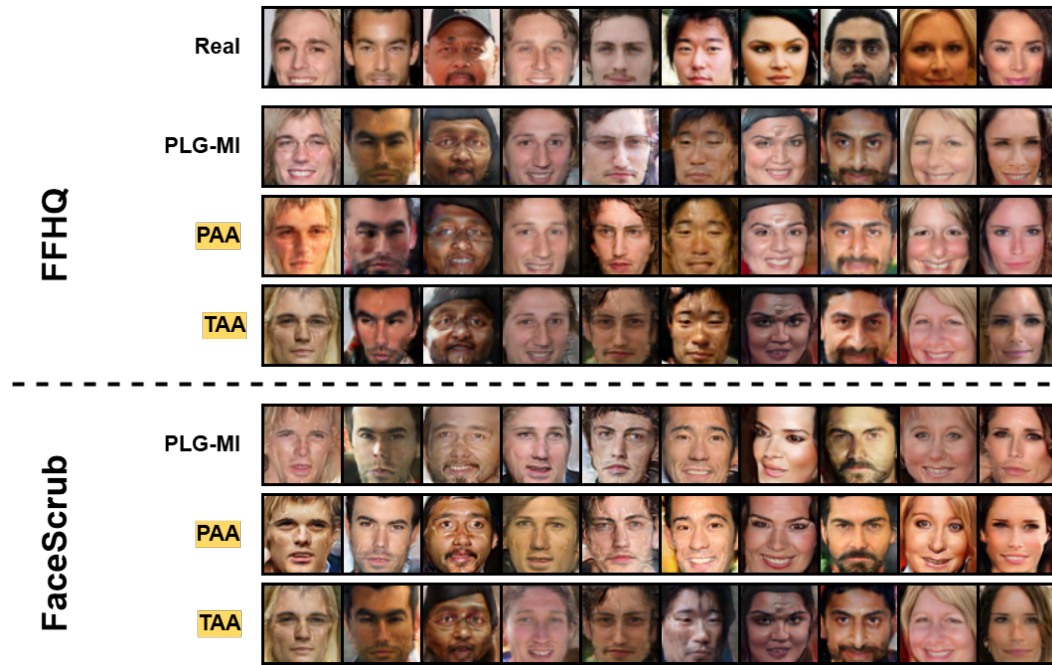 Real
FFHQ
PLG-MI
PAA
TAA
FaceScrub
PLG-MI
PAA
TAA